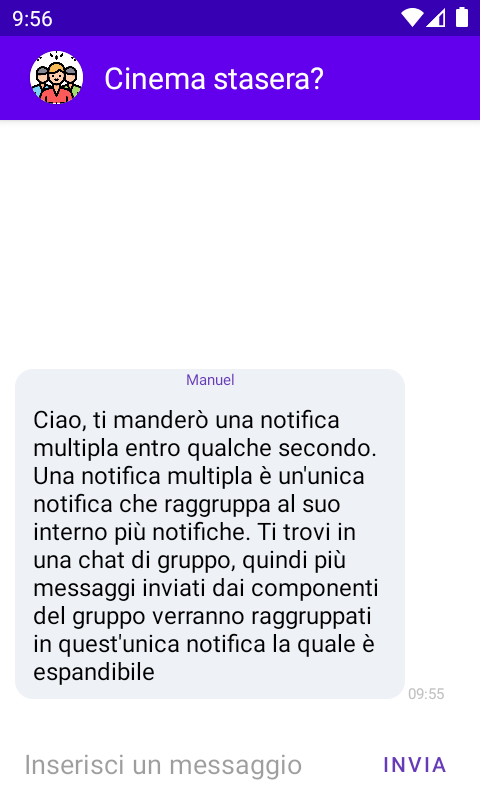 9:56
Cinema stasera?
Manuel
Ciao, ti manderò una notifica
multipla entro qualche secondo.
Una notifica multipla è un'unica
notifica che raggruppa al suo
interno più notifiche. Ti trovi in
una chat di gruppo, quindi più
messaggi inviati dai componenti
del gruppo verranno raggruppati
in quest'unica notifica la quale è
espandibile
09:55
Inserisci un messaggio INVIA